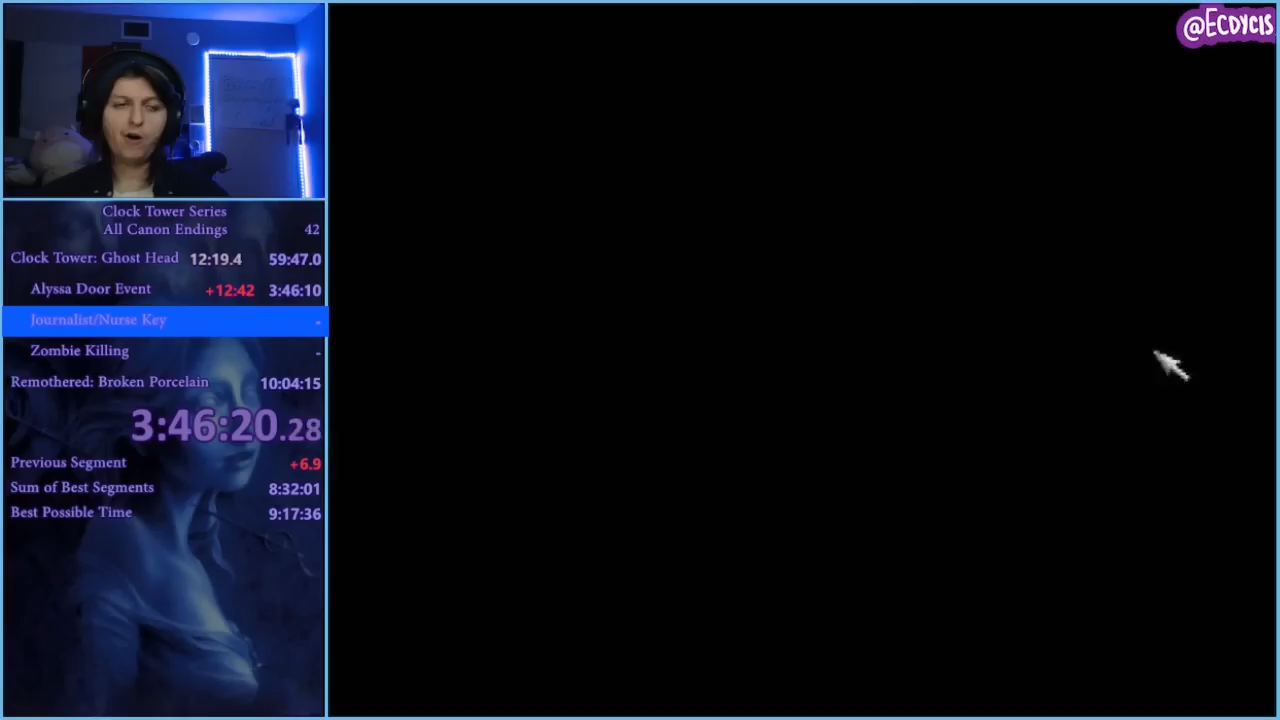 @ECDYCIS
Clock Tower Series
All Canon Endings 42
Clock Tower: Ghost Head 12:19.4 59:47.0
Alyssa Door Event +12:42 3:46:10
Journalist/Nurse Key -
Zombie Killing -
Remothered: Broken Porcelain 10:04:15
3:46:20.28
Previous Segment +6.9
Sum of Best Segments 8:32:01
Best Possible Time 9:17:36